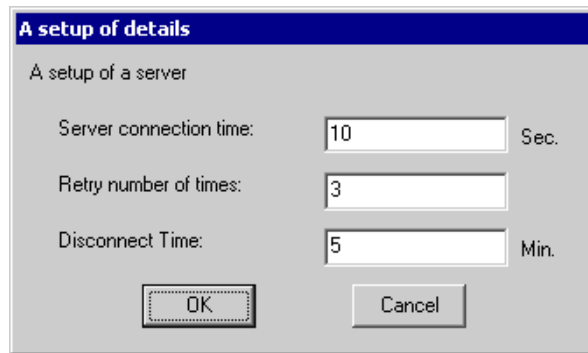 A setup of details
A setup of a server
Server connection time: 10 Sec.
Retry number of times: 3
Disconnect Time: 5 Min.
OK Cancel